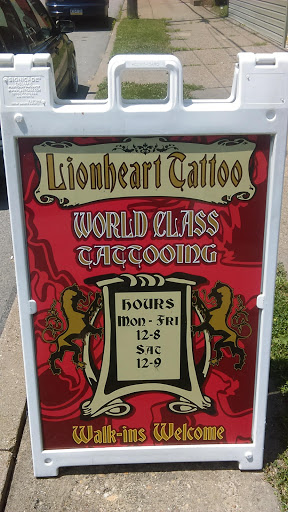 Lionheart Tattoo
WORLD CLASS
TATTOOING
HOURS
Mon - Fri
12-8
Sat
12-9
Walk-ins Welcome